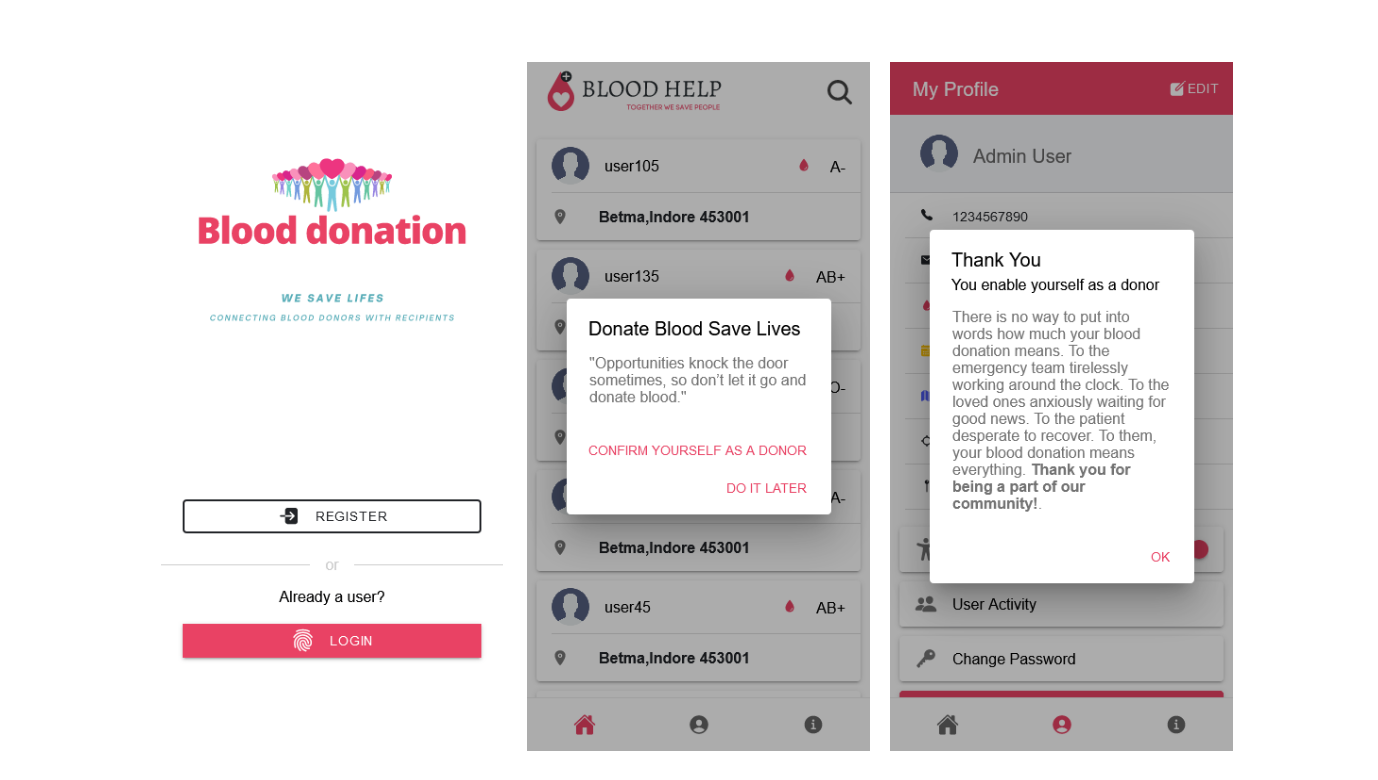 Blood donation
WE SAVE LIFES
CONNECTING BLOOD DONORS WITH RECIPIENTS
REGISTER
or
Already a user?
LOGIN
BLOOD HELP
TOGETHER WE SAVE PEOPLE
user105
A-
Betma,Indore 453001
user135
AB+
Donate Blood Save Lives
"Opportunities knock the door
sometimes, so don’t let it go and
donate blood."
CONFIRM YOURSELF AS A DONOR
DO IT LATER
O-
A-
Betma,Indore 453001
user45
AB+
Betma,Indore 453001
My Profile
EDIT
Admin User
1234567890
Thank You
You enable yourself as a donor
There is no way to put into
words how much your blood
donation means. To the
emergency team tirelessly
working around the clock. To the
loved ones anxiously waiting for
good news. To the patient
desperate to recover. To them,
your blood donation means
everything. Thank you for
being a part of our
community!.
OK
User Activity
Change Password